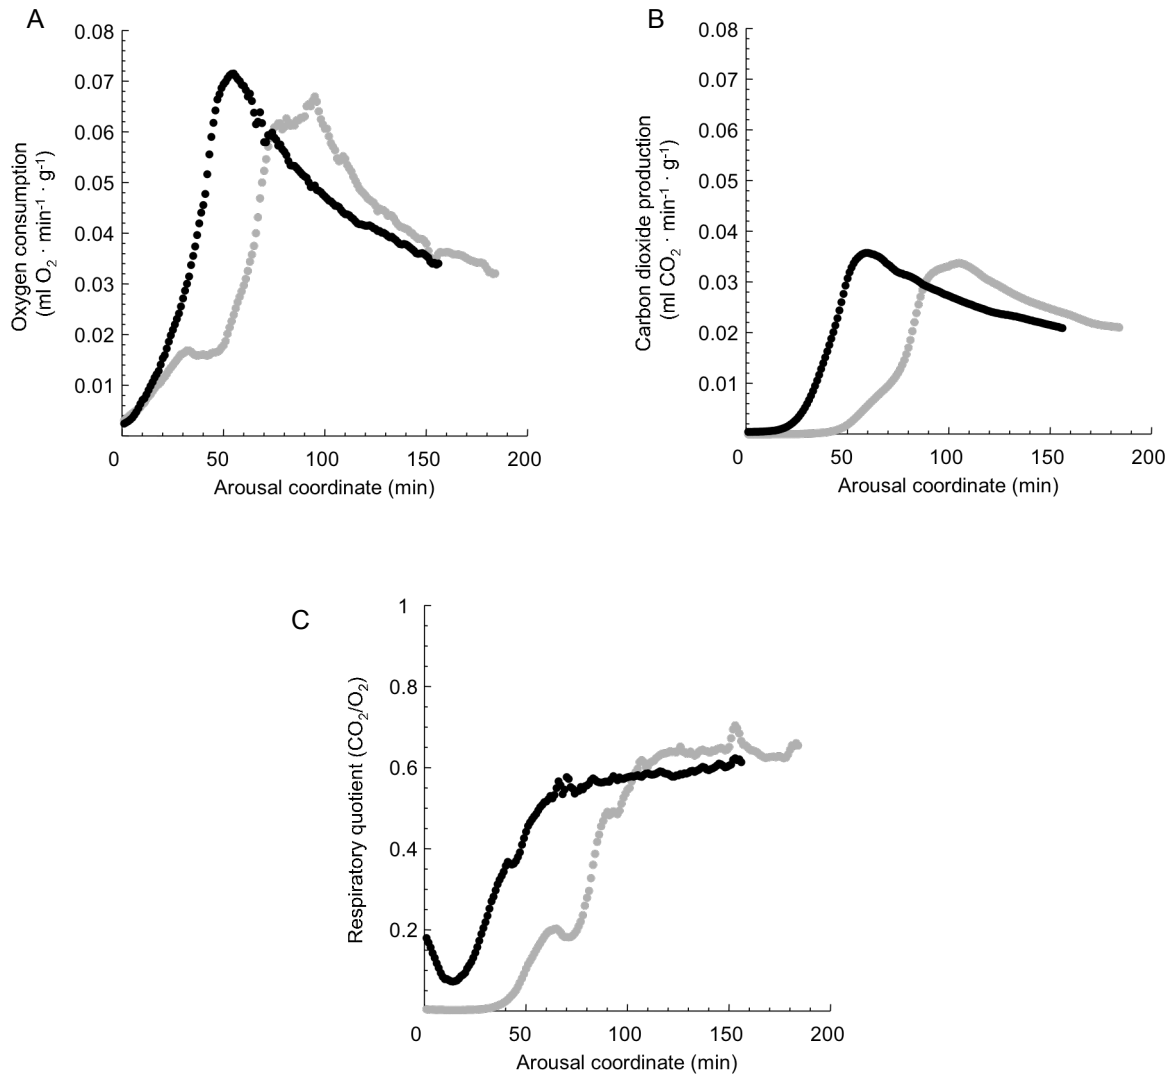 A
0.08
0.07
0.06
0.05
0.04
0.03
0.02
0.01
Oxygen consumption
(ml O₂ · min⁻¹ · g⁻¹)
0 50 100 150 200
Arousal coordinate (min)
B
0.08
0.07
0.06
0.05
0.04
0.03
0.02
0.01
Carbon dioxide production
(ml CO₂ · min⁻¹ · g⁻¹)
0 50 100 150 200
Arousal coordinate (min)
C
1
0.8
0.6
0.4
0.2
Respiratory quotient (CO₂/O₂)
0 50 100 150 200
Arousal coordinate (min)